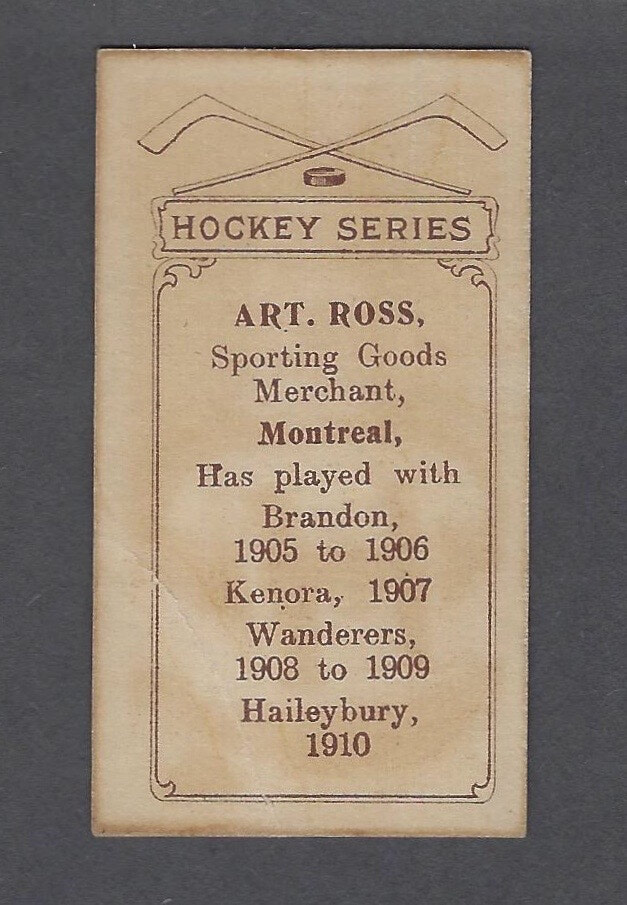 HOCKEY SERIES
ART. ROSS,
Sporting Goods
Merchant,
Montreal,
Has played with
Brandon,
1905 to 1906
Kenora, 1907
Wanderers,
1908 to 1909
Haileybury,
1910